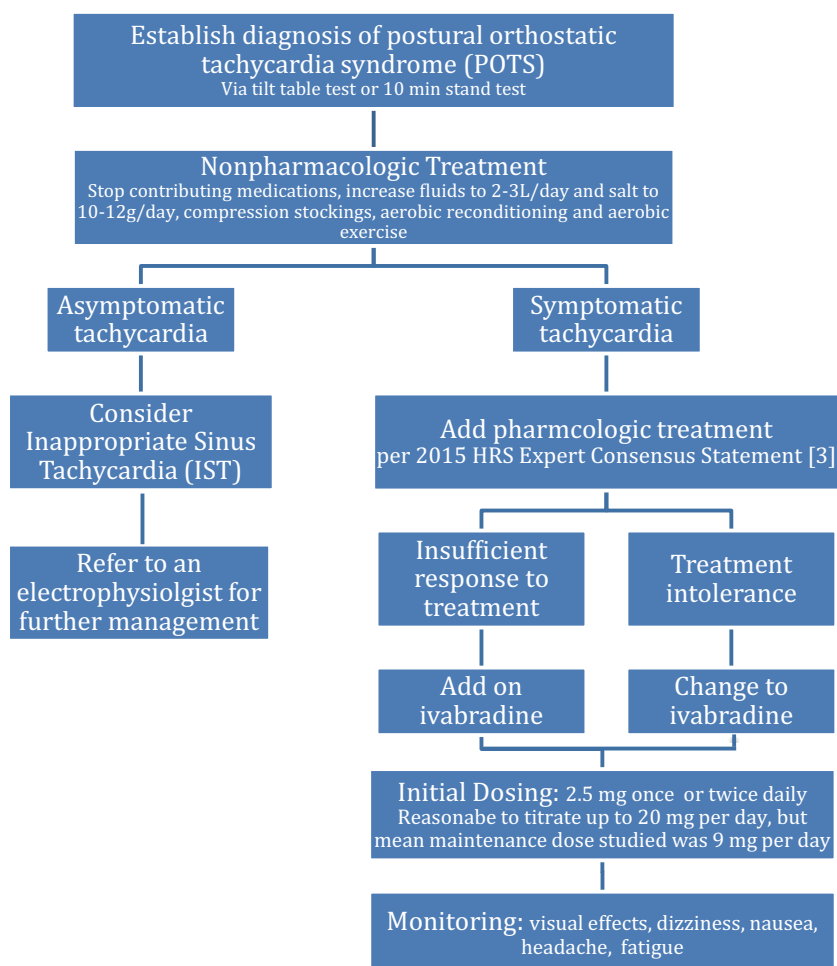 Establish diagnosis of postural orthostatic
tachycardia syndrome (POTS)
Via tilt table test or 10 min stand test
Nonpharmacologic Treatment
Stop contributing medications, increase fluids to 2-3L/day and salt to
10-12g/day, compression stockings, aerobic reconditioning and aerobic
exercise
Asymptomatic
tachycardia
Consider
Inappropriate Sinus
Tachycardia (IST)
Refer to an
electrophysiolgist for
further management
Symptomatic
tachycardia
Add pharmcologic treatment
per 2015 HRS Expert Consensus Statement [3]
Insufficient
response to
treatment
Add on
ivabradine
Treatment
intolerance
Change to
ivabradine
Initial Dosing: 2.5 mg once or twice daily
Reasonabe to titrate up to 20 mg per day, but
mean maintenance dose studied was 9 mg per day
Monitoring: visual effects, dizziness, nausea,
headache, fatigue